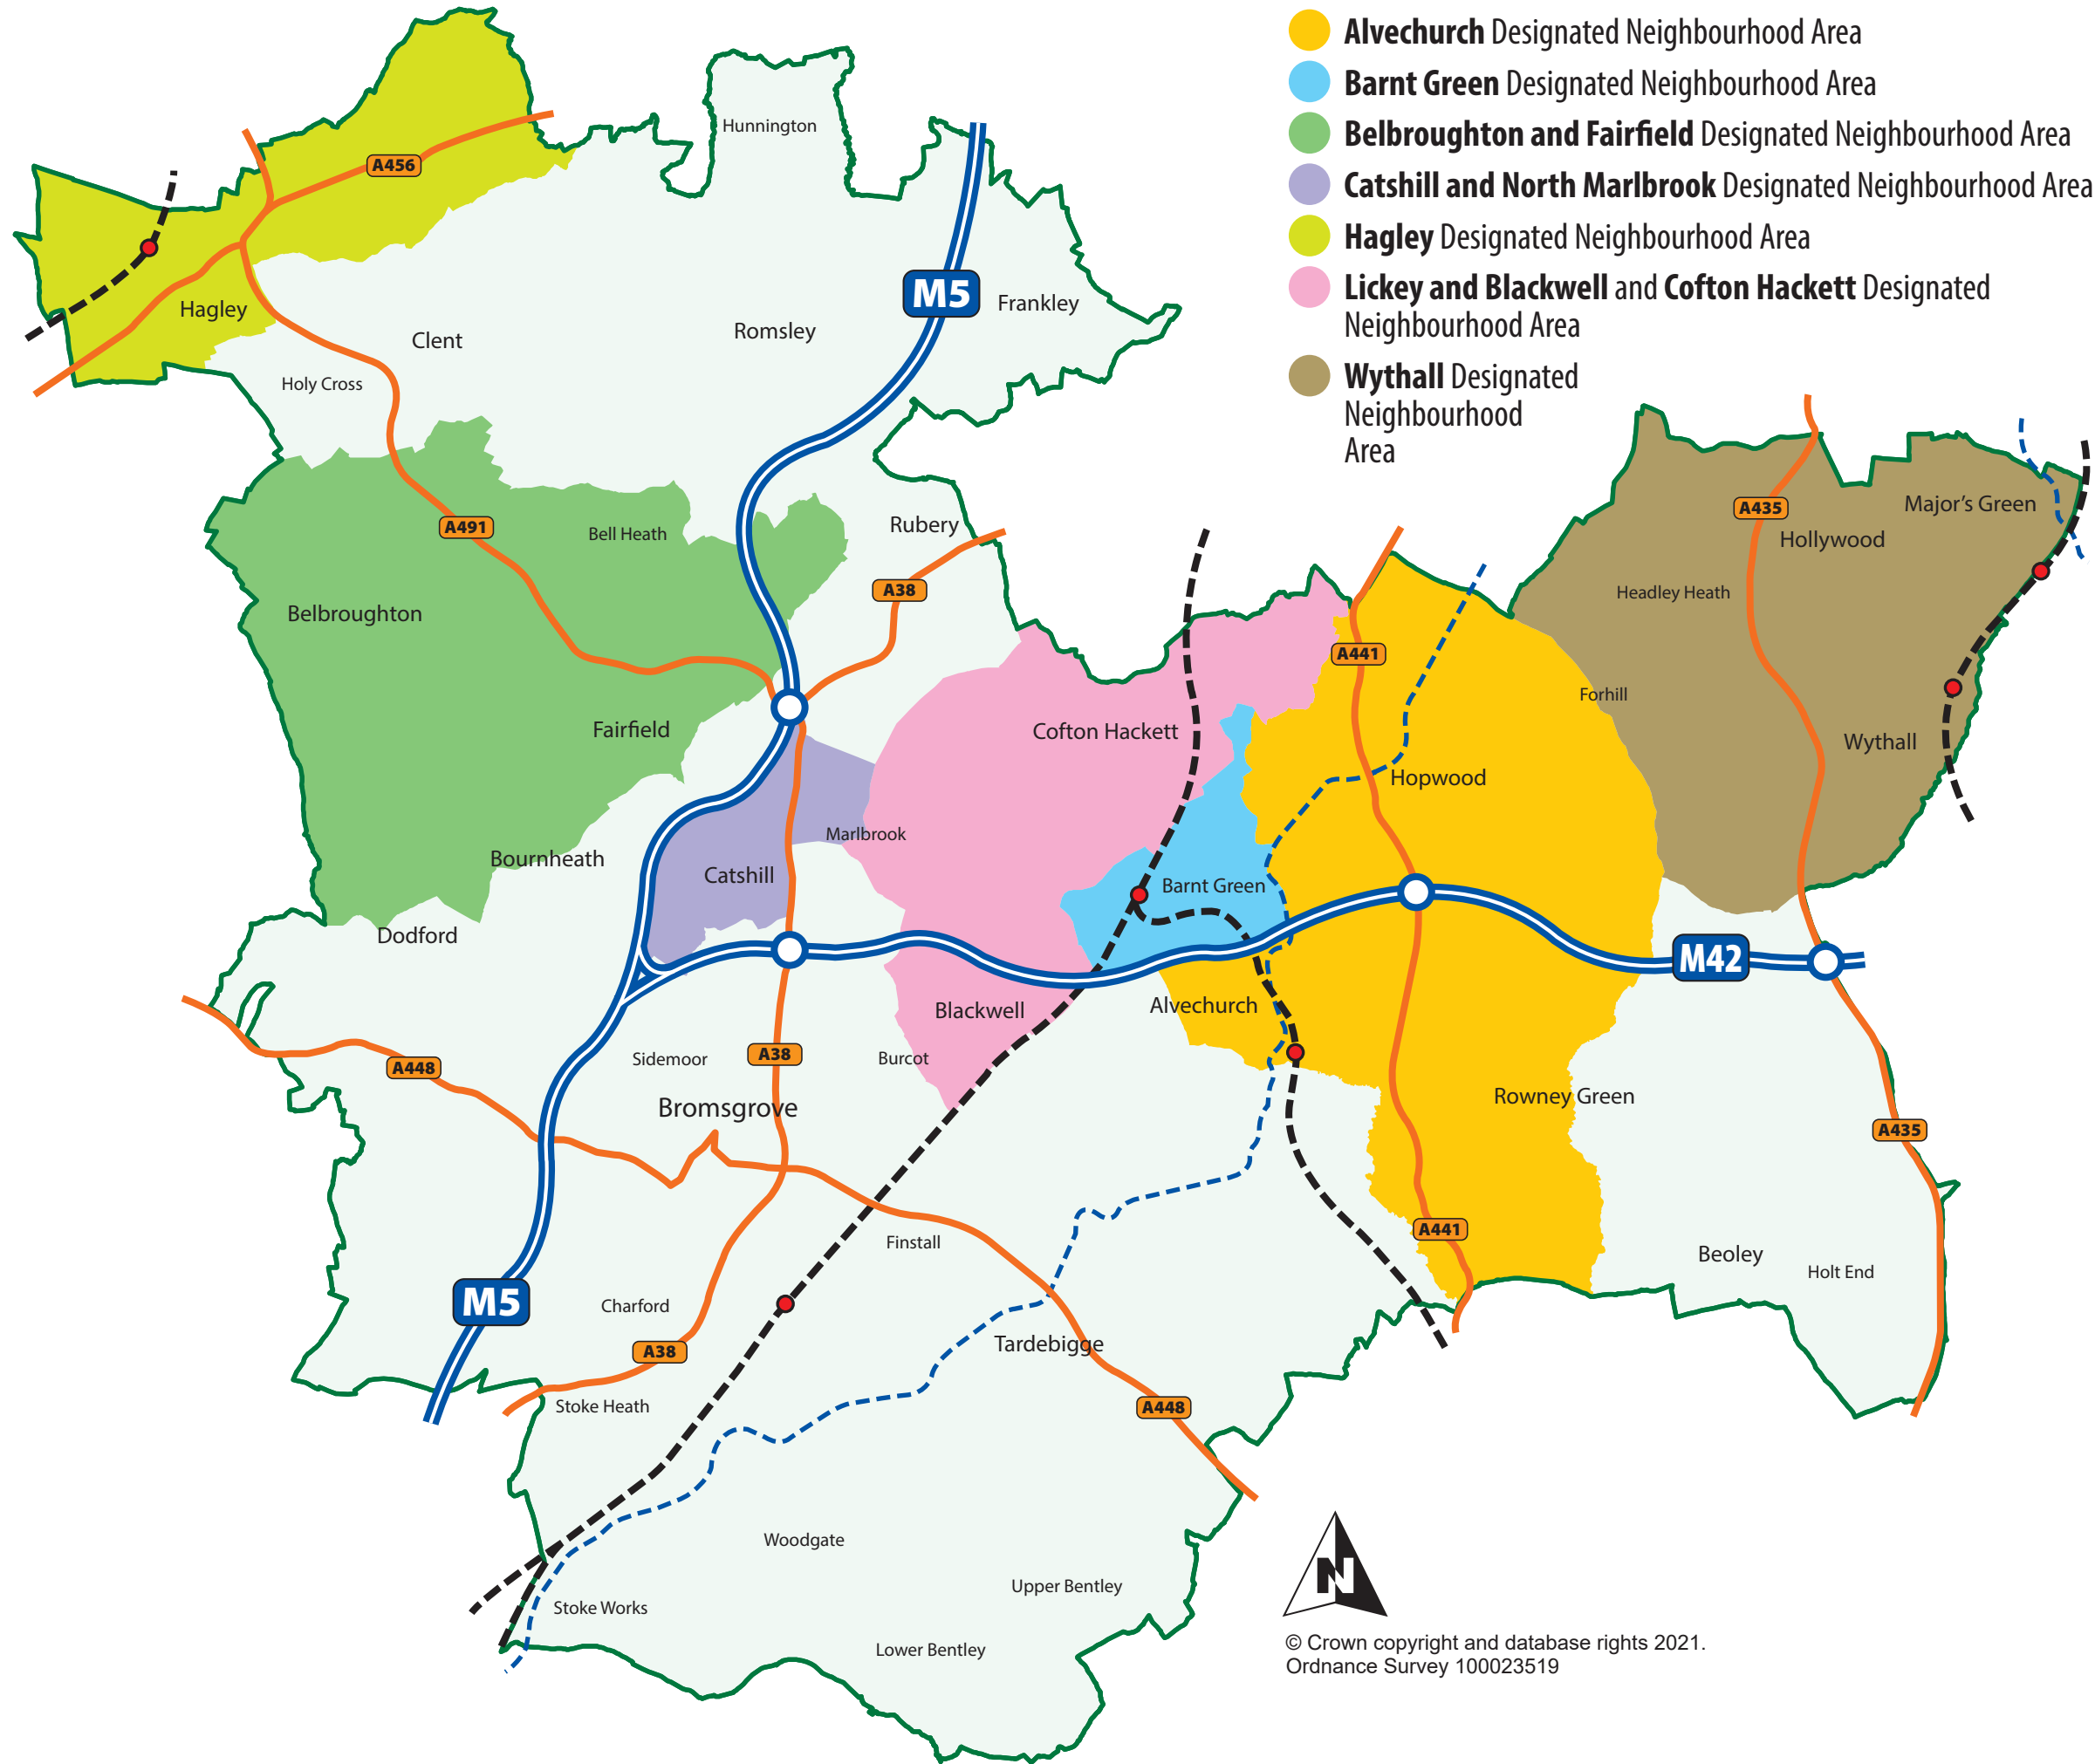 Alvechurch Designated Neighbourhood Area
Barnt Green Designated Neighbourhood Area
Belbroughton and Fairfield Designated Neighbourhood Area
Catshill and North Marlbrook Designated Neighbourhood Area
Hagley Designated Neighbourhood Area
Lickey and Blackwell and Cofton Hackett Designated
Neighbourhood Area
Wythall Designated
Neighbourhood
Area
Hunnington
A456
M5
Frankley
Hagley
Clent
Romsley
Holy Cross
A491
Bell Heath
Rubery
A38
A435
Major's Green
Hollywood
Headley Heath
Belbroughton
A441
Forhill
Fairfield
Cofton Hackett
Wythall
Hopwood
Marlbrook
Bournheath
Catshill
Barnt Green
Dodford
M42
Blackwell
Alvechurch
A448
Sidemoor
A38
Burcot
Bromsgrove
Rowney Green
A435
Finstall
A441
Beoley
Holt End
M5
Charford
A38
Tardebigge
Stoke Heath
A448
Woodgate
Upper Bentley
Stoke Works
Lower Bentley
N
© Crown copyright and database rights 2021.
Ordnance Survey 100023519